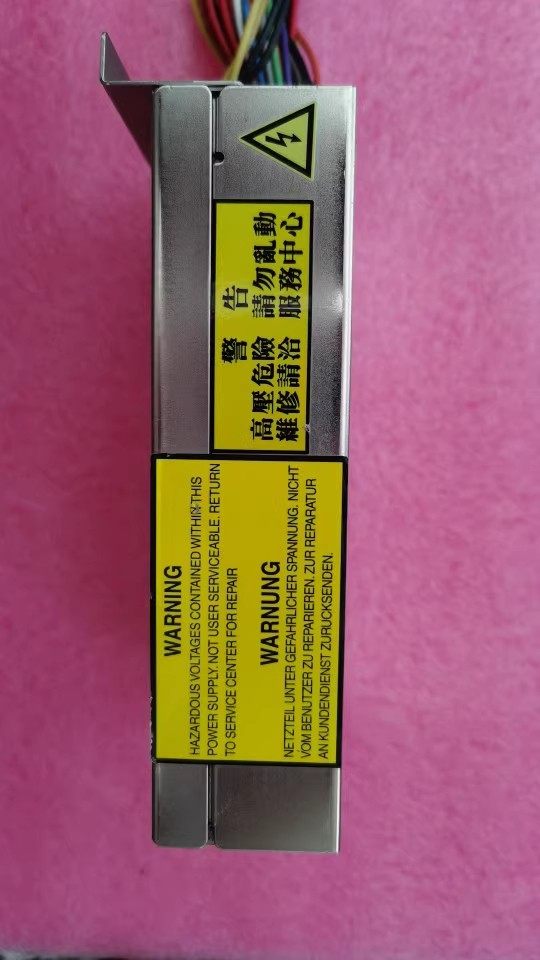 警 告
高壓危險 請勿亂動
維修請洽 服務中心
WARNING
HAZARDOUS VOLTAGES CONTAINED WITHIN THIS
POWER SUPPLY. NOT USER SERVICEABLE. RETURN
TO SERVICE CENTER FOR REPAIR
WARNUNG
NETZTEIL UNTER GEFAHRLICHER SPANNUNG. NICHT
VOM BENUTZER ZU REPARIEREN. ZUR REPARATUR
AN KUNDENDIENST ZURUCKSENDEN.